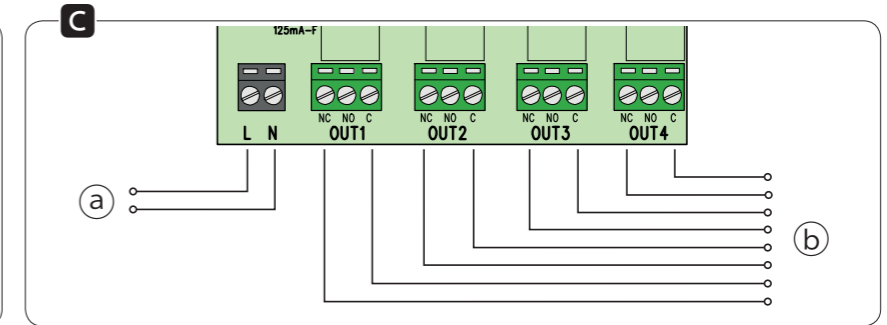 C
125mA-F
NC NO C NC NO C NC NO C NC NO C
L N OUT1 OUT2 OUT3 OUT4
a
b